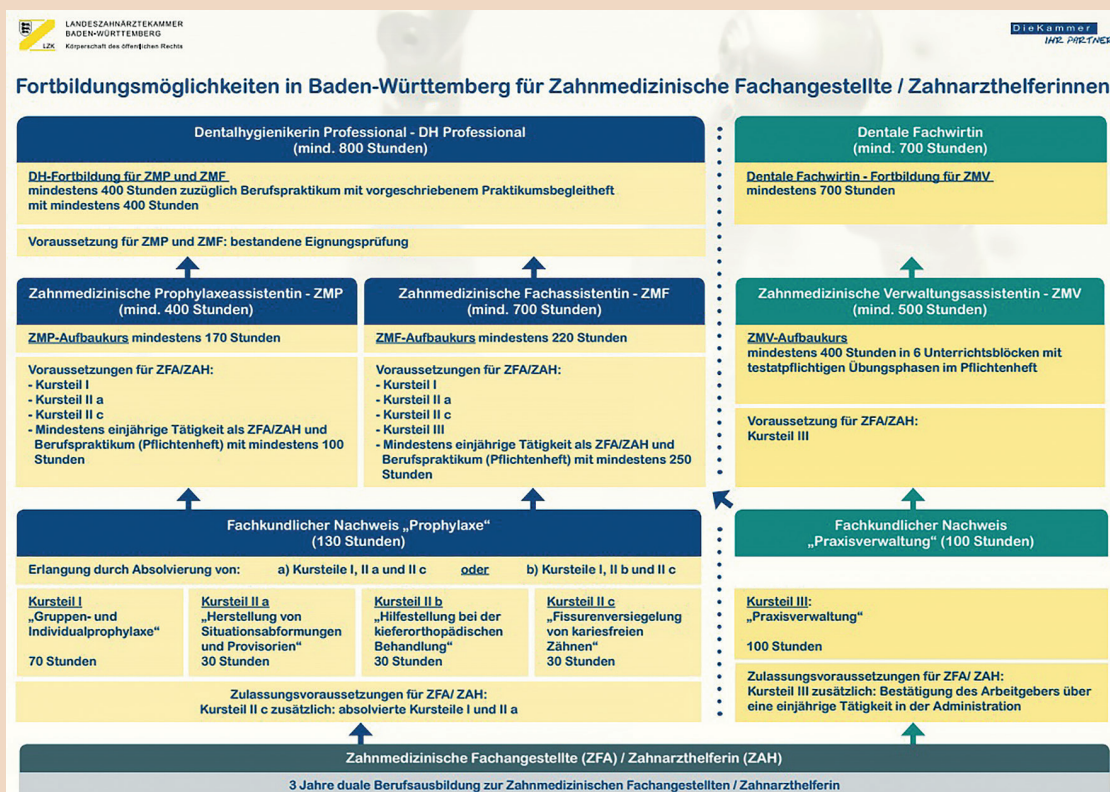 LANDESZAHNÄRZTEKAMMER
BADEN-WÜRTTEMBERG
Körperschaft des öffentlichen Rechts
LZK
DieKammer
IHR PARTNER
Fortbildungsmöglichkeiten in Baden-Württemberg für Zahnmedizinische Fachangestellte / Zahnarzthelferinnen
Dentalhygienikerin Professional - DH Professional
(mind. 800 Stunden)
DH-Fortbildung für ZMP und ZMF
mindestens 400 Stunden zuzüglich Berufspraktikum mit vorgeschriebenem Praktikumsbegleitheft
mit mindestens 400 Stunden
Voraussetzung für ZMP und ZMF: bestandene Eignungsprüfung
Dentale Fachwirtin
(mind. 700 Stunden)
Dentale Fachwirtin - Fortbildung für ZMV
mindestens 700 Stunden
Zahnmedizinische Prophylaxeassistentin - ZMP
(mind. 400 Stunden)
ZMP-Aufbaukurs mindestens 170 Stunden
Voraussetzungen für ZFA/ZAH:
- Kursteil I
- Kursteil II a
- Kursteil II c
- Mindestens einjährige Tätigkeit als ZFA/ZAH und
Berufspraktikum (Pflichtenheft) mit mindestens 100
Stunden
Zahnmedizinische Fachassistentin - ZMF
(mind. 700 Stunden)
ZMF-Aufbaukurs mindestens 220 Stunden
Voraussetzungen für ZFA/ZAH:
- Kursteil I
- Kursteil II a
- Kursteil II c
- Kursteil III
- Mindestens einjährige Tätigkeit als ZFA/ZAH und
Berufspraktikum (Pflichtenheft) mit mindestens 250
Stunden
Zahnmedizinische Verwaltungsassistentin - ZMV
(mind. 500 Stunden)
ZMV-Aufbaukurs
mindestens 400 Stunden in 6 Unterrichtsblöcken mit
testatpflichtigen Übungsphasen im Pflichtenheft
Voraussetzung für ZFA/ZAH:
Kursteil III
Fachkundlicher Nachweis „Prophylaxe“
(130 Stunden)
Erlangung durch Absolvierung von: a) Kursteile I, II a und II c oder b) Kursteile I, II b und II c
Kursteil I
„Gruppen- und
Individualprophylaxe“
70 Stunden
Kursteil II a
„Herstellung von
Situationsabformungen
und Provisorien“
30 Stunden
Kursteil II b
„Hilfestellung bei der
kieferorthopädischen
Behandlung“
30 Stunden
Kursteil II c
„Fissurenversiegelung
von kariesfreien
Zähnen“
30 Stunden
Zulassungsvoraussetzungen für ZFA/ ZAH:
Kursteil II c zusätzlich: absolvierte Kursteile I und II a
Fachkundlicher Nachweis
„Praxisverwaltung“ (100 Stunden)
Kursteil III:
„Praxisverwaltung“
100 Stunden
Zulassungsvoraussetzungen für ZFA/ ZAH:
Kursteil III zusätzlich: Bestätigung des Arbeitgebers über
eine einjährige Tätigkeit in der Administration
Zahnmedizinische Fachangestellte (ZFA) / Zahnarzthelferin (ZAH)
3 Jahre duale Berufsausbildung zur Zahnmedizinischen Fachangestellten / Zahnarzthelferin